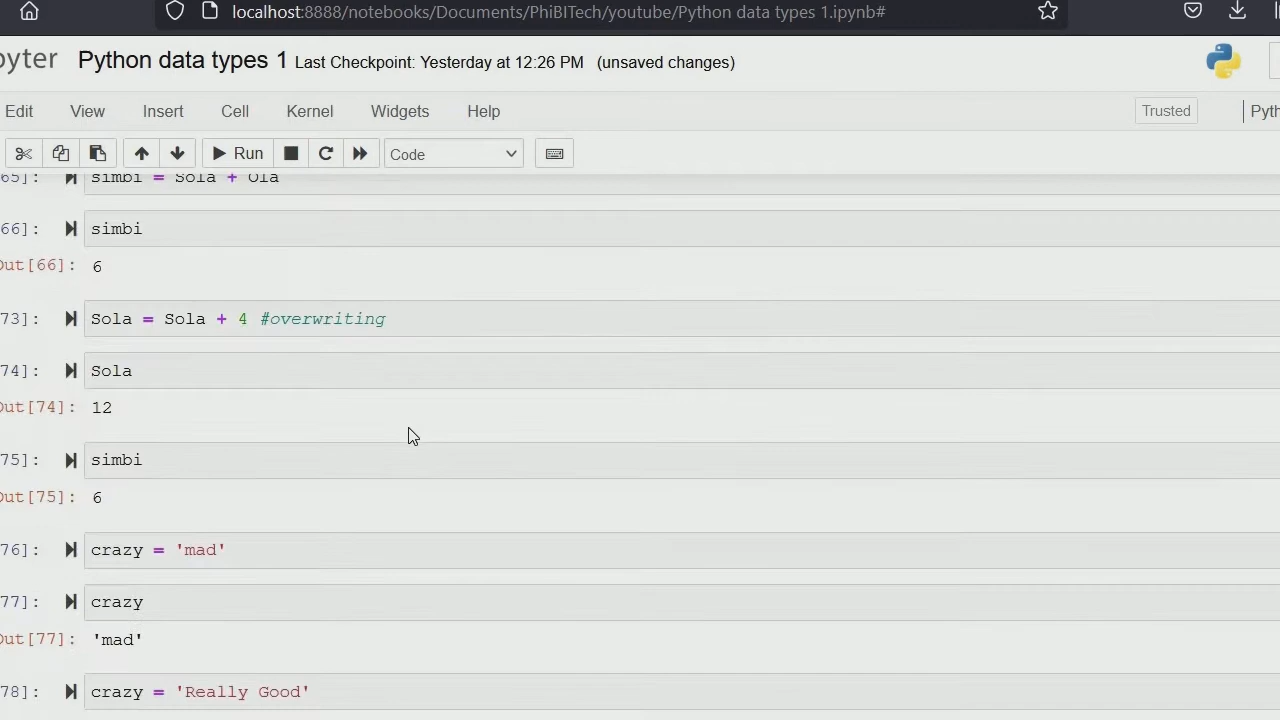 localhost:8888/notebooks/Documents/PhiBITech/youtube/Python data types 1.ipynb#
pyter Python data types 1 Last Checkpoint: Yesterday at 12:26 PM (unsaved changes)
Edit View Insert Cell Kernel Widgets Help Trusted Pyth
Run Code
65]: simbi = Sola + ola
66]: simbi
Out[66]: 6
73]: Sola = Sola + 4 #overwriting
74]: Sola
Out[74]: 12
75]: simbi
Out[75]: 6
76]: crazy = 'mad'
77]: crazy
Out[77]: 'mad'
78]: crazy = 'Really Good'